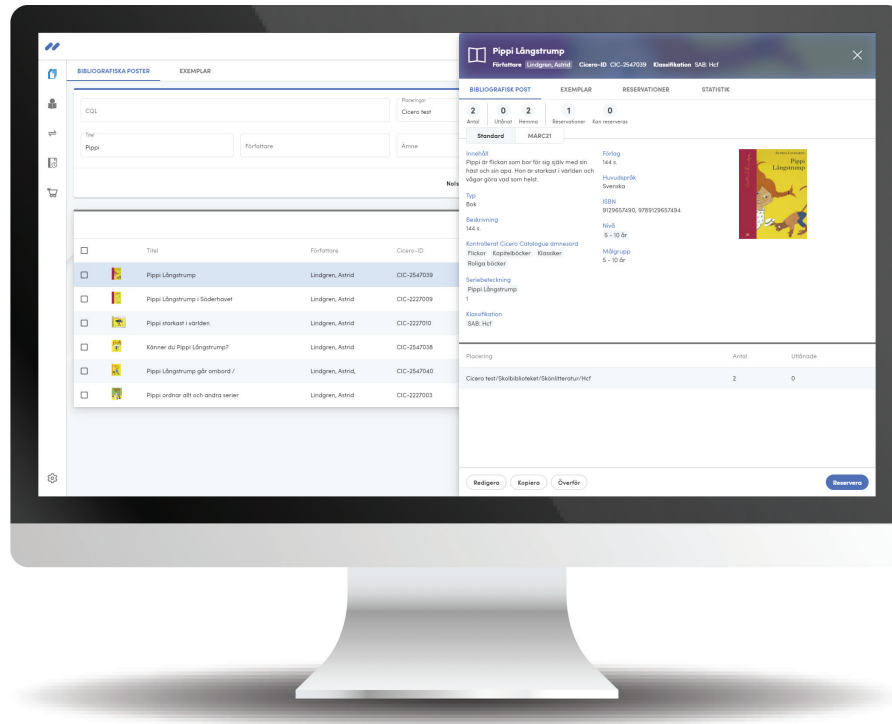 BIBLIOGRAFISKA POSTER
EXEMPLAR
CQL
Placeringar
Cicero test
Titel
Pippi
Författare
Ämne
Titel
Författare
Cicero-ID
Pippi Långstrump
Lindgren, Astrid
CIC-2547039
Pippi Långstrump i Söderhavet
Lindgren, Astrid
CIC-2227009
Pippi starkast i världen
Lindgren, Astrid
CIC-2227010
Känner du Pippi Långstrump?
Lindgren, Astrid
CIC-2547038
Pippi Långstrump går ombord /
Lindgren, Astrid,
CIC-2547040
Pippi ordnar allt och andra serier
Lindgren, Astrid
CIC-2227003
Pippi Långstrump
Författare Lindgren, Astrid Cicero-ID CIC-2547039 Klassifikation SAB: Hcf
BIBLIOGRAFISK POST
EXEMPLAR
RESERVATIONER
STATISTIK
2 0 2 1 0
Antal Utlånat Hemma Reservationer Kan reserveras
Standard
MARC21
Innehåll
Pippi är flickan som bor för sig själv med sin
häst och sin apa. Hon är starkast i världen och
vågar göra vad som helst.
Typ
Bok
Beskrivning
144 s.
Kontrollerat Cicero Catalogue ämnesord
Flickor Kapitelböcker Klassiker
Roliga böcker
Seriebeteckning
Pippi Långstrump
1
Klassifikation
SAB: Hcf
Förlag
144 s.
Huvudspråk
Svenska
ISBN
9129657490, 9789129657494
Nivå
5 - 10 år
Målgrupp
5 - 10 år
Pippi
Långstrump
Placering
Antal
Utlånade
Cicero test/Skolbiblioteket/Skönlitteratur/Hcf
2
0
Redigera
Kopiera
Överför
Reservera